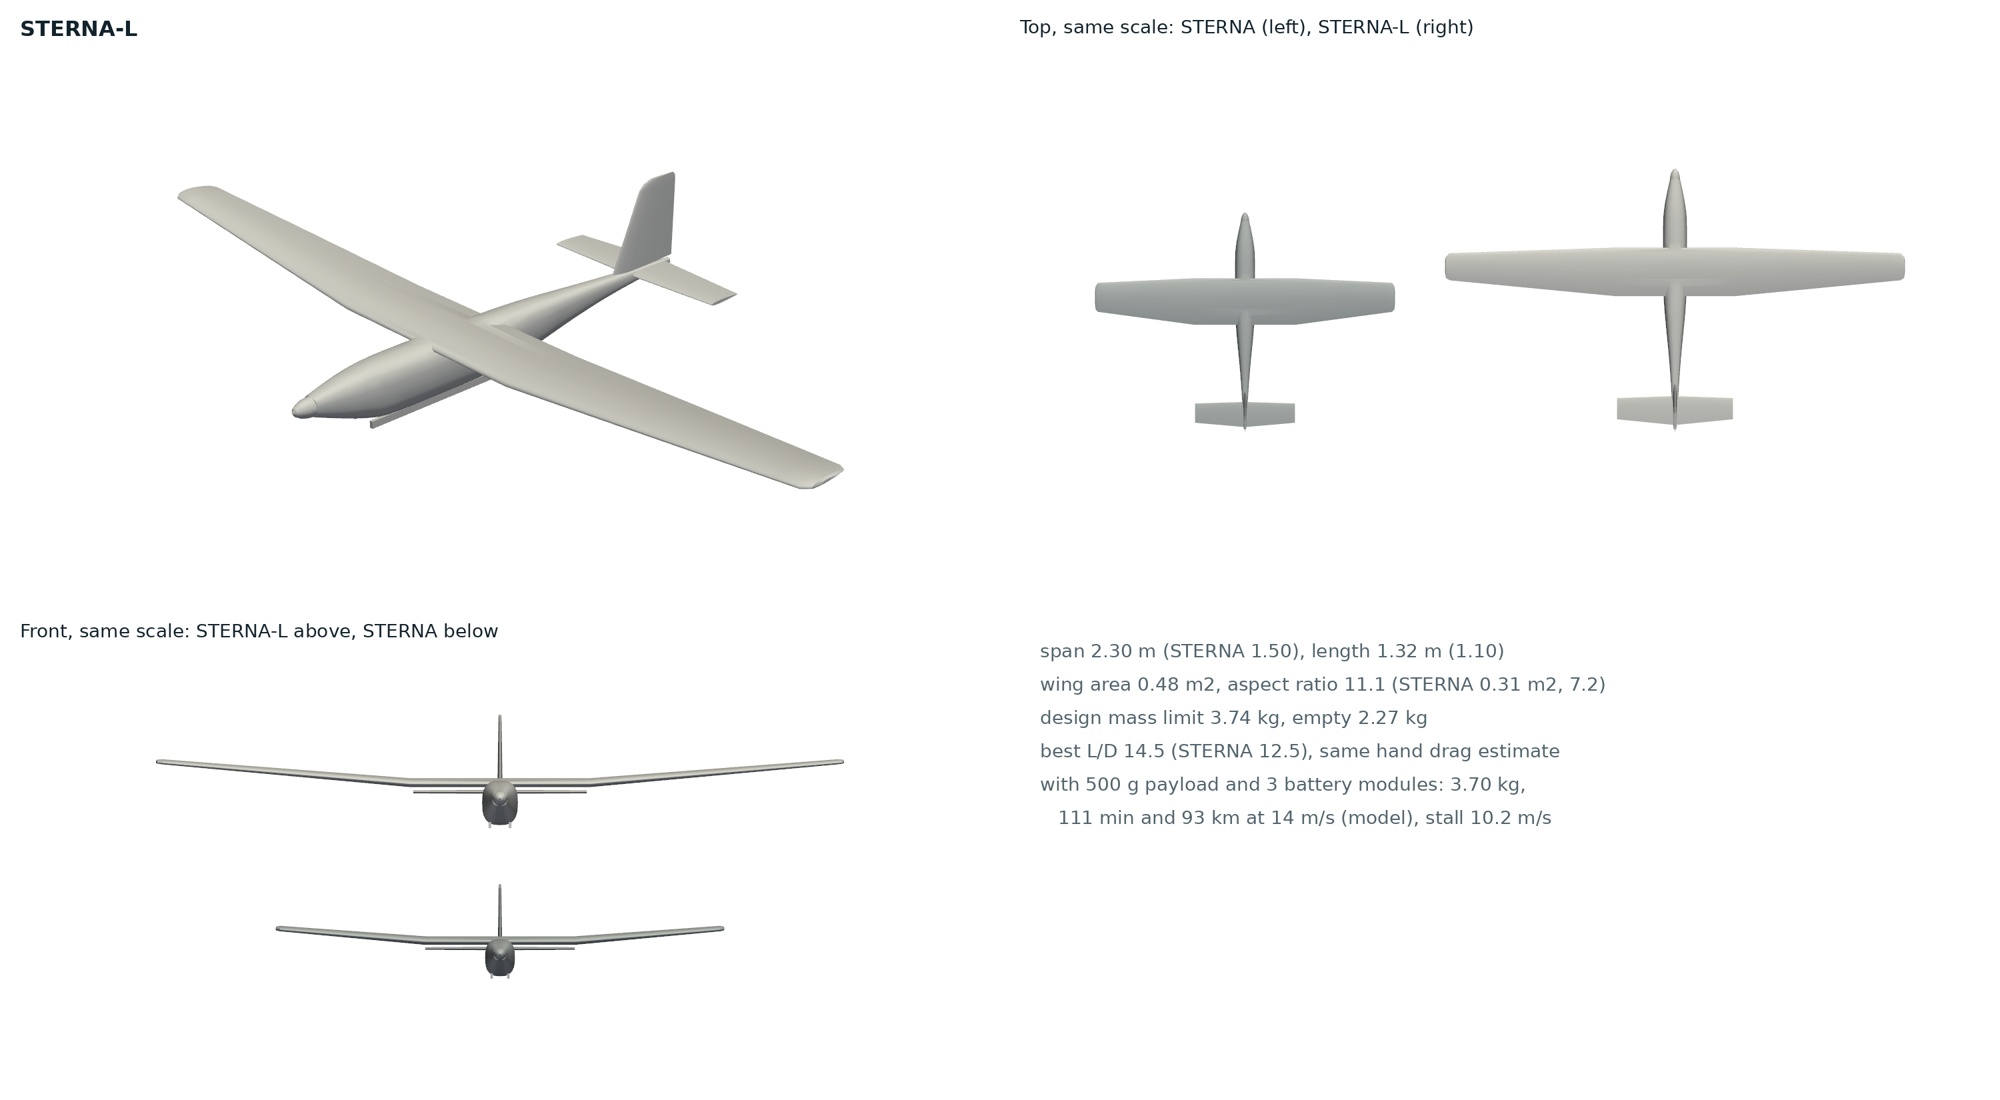 STERNA-L
Top, same scale: STERNA (left), STERNA-L (right)
Front, same scale: STERNA-L above, STERNA below
span 2.30 m (STERNA 1.50), length 1.32 m (1.10)
wing area 0.48 m2, aspect ratio 11.1 (STERNA 0.31 m2, 7.2)
design mass limit 3.74 kg, empty 2.27 kg
best L/D 14.5 (STERNA 12.5), same hand drag estimate
with 500 g payload and 3 battery modules: 3.70 kg,
111 min and 93 km at 14 m/s (model), stall 10.2 m/s